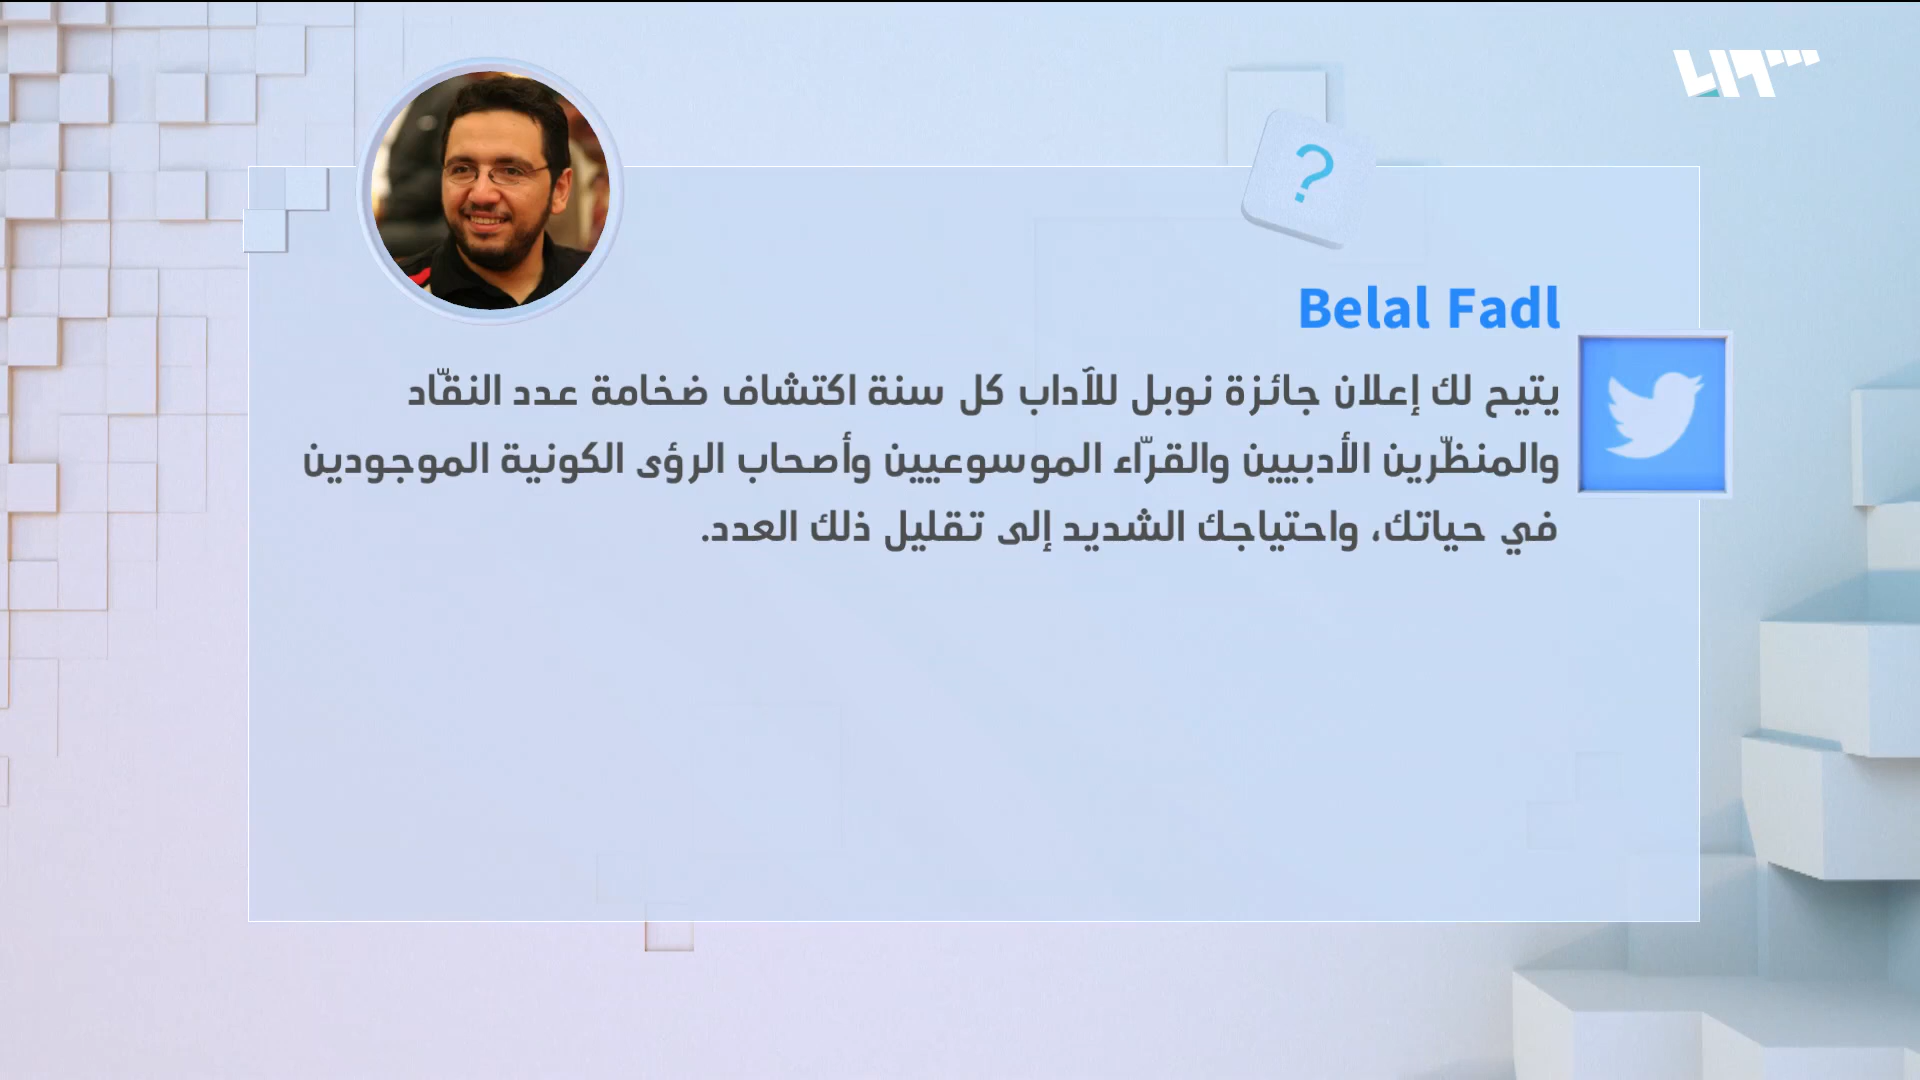 Belal Fadl
يتيح لك إعلان جائزة نوبل للآداب كل سنة اكتشاف ضخامة عدد النقّاد
والمنظّرين الأدبيين والقرّاء الموسوعيين وأصحاب الرؤى الكونية الموجودين
في حياتك، واحتياجك الشديد إلى تقليل ذلك العدد.
?